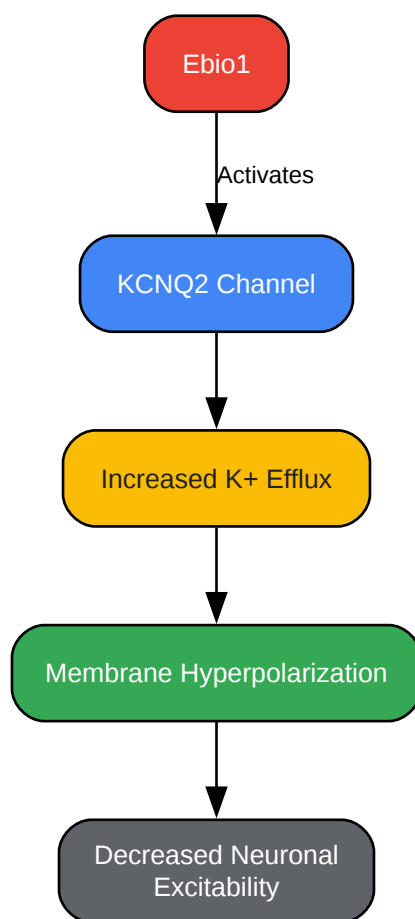 Ebio1
Activates
KCNQ2 Channel
Increased K+ Efflux
Membrane Hyperpolarization
Decreased Neuronal
Excitability